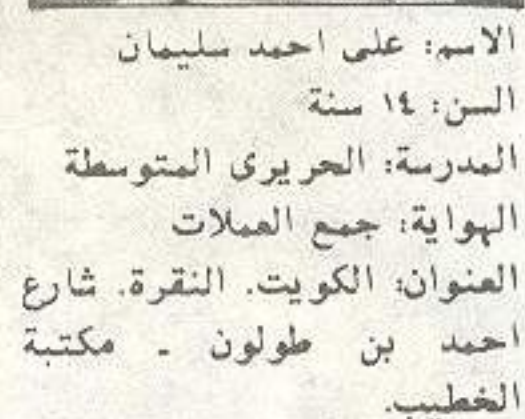 الاسم: على احمد سليمان
السن: ١٤ سنة
المدرسة: الحريرى المتوسطة
الهواية: جمع العملات
العنوان: الكويت. النقرة. شارع
احمد بن طولون - مكتبة
الخطيب.